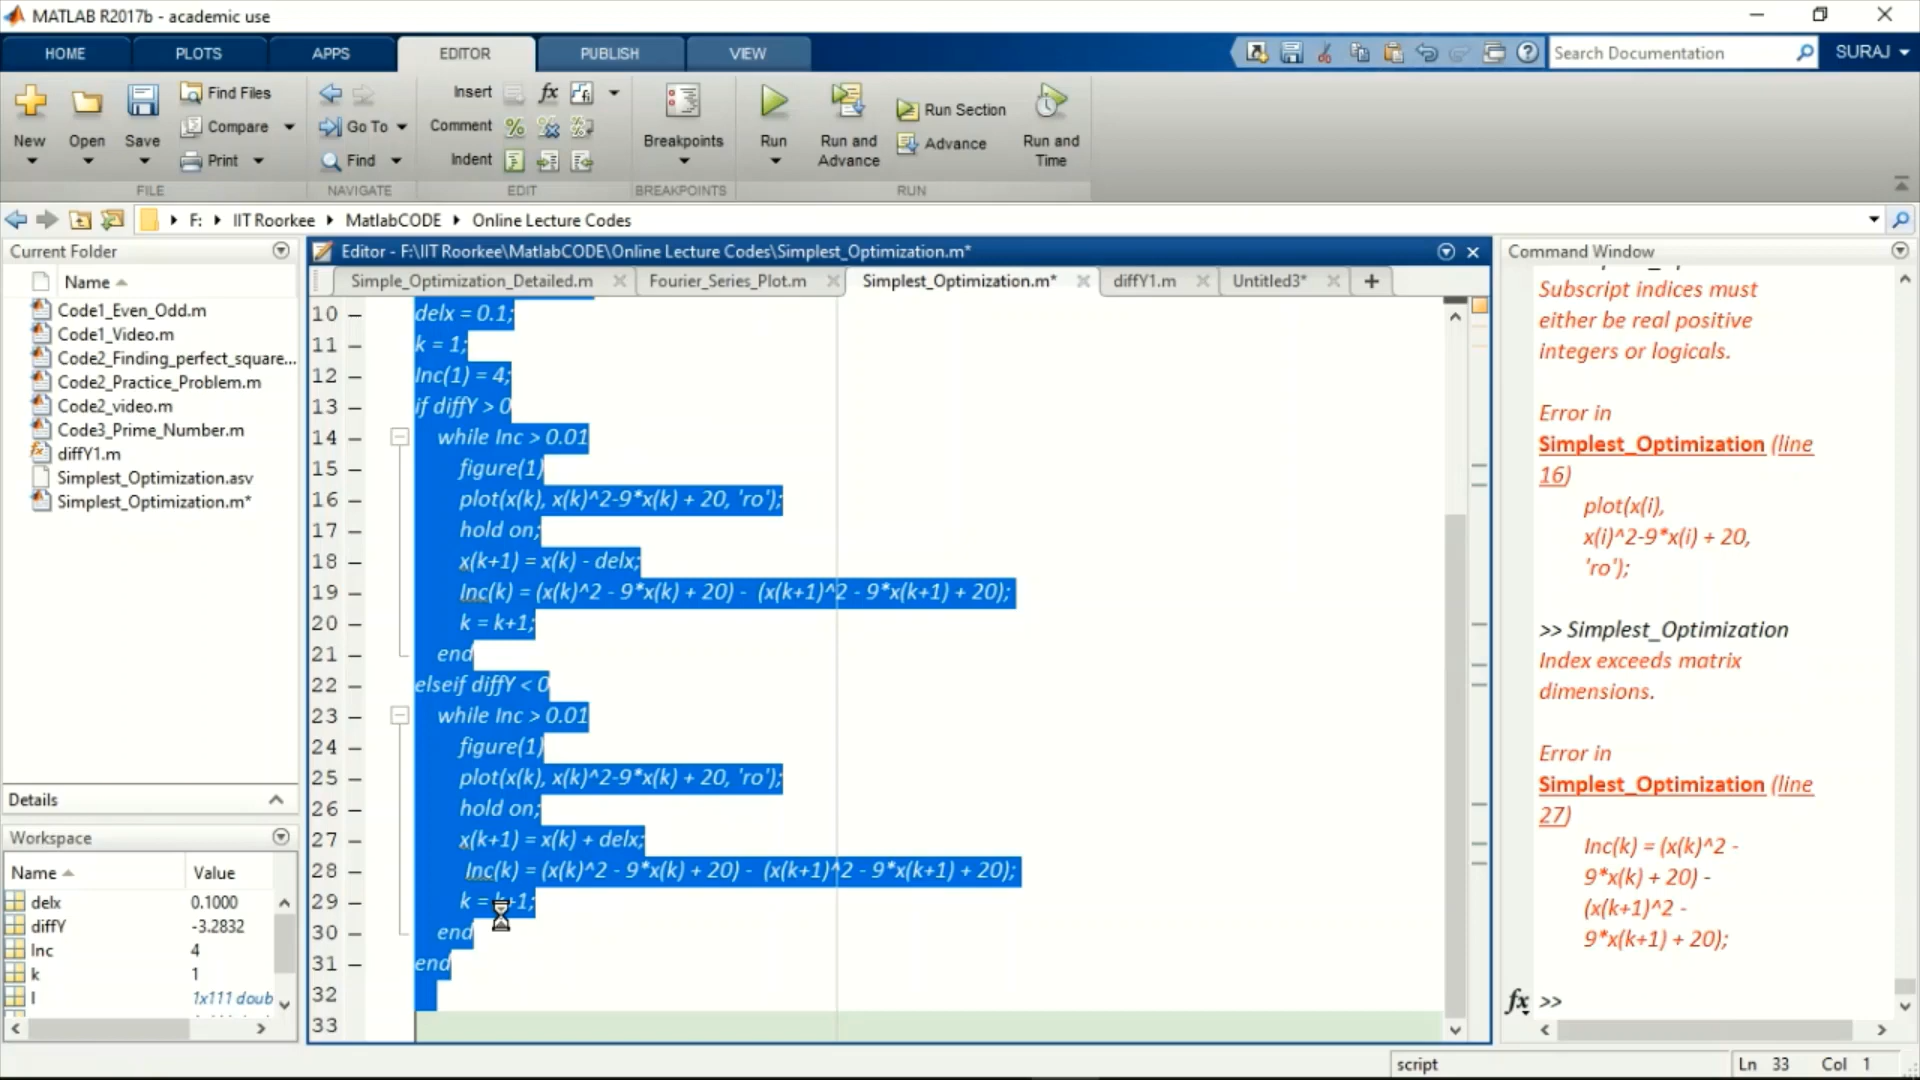 MATLAB R2017b - academic use
HOME PLOTS APPS EDITOR PUBLISH VIEW
Search Documentation
SURAJ
New Open Save
Find Files
Compare
Print
FILE
Go To
Find
NAVIGATE
Insert
Comment
Indent
EDIT
Breakpoints
BREAKPOINTS
Run
Run and Advance
Run Section
Advance
Run and Time
RUN
F: IIT Roorkee MatlabCODE Online Lecture Codes
Current Folder
Name
Code1_Even_Odd.m
Code1_Video.m
Code2_Finding_perfect_square...
Code2_Practice_Problem.m
Code2_video.m
Code3_Prime_Number.m
diffY1.m
Simplest_Optimization.asv
Simplest_Optimization.m*
Details
Workspace
Name Value
delx 0.1000
diffY -3.2832
Inc 4
k 1
l 1x111 doub
Editor - F:\IIT Roorkee\MatlabCODE\Online Lecture Codes\Simplest_Optimization.m*
Simple_Optimization_Detailed.m Fourier_Series_Plot.m Simplest_Optimization.m* diffY1.m Untitled3*
10 – delx = 0.1;
11 – k = 1;
12 – Inc(1) = 4;
13 – if diffY > 0
14 – while Inc > 0.01
15 – figure(1)
16 – plot(x(k), x(k)^2-9*x(k) + 20, 'ro');
17 – hold on;
18 – x(k+1) = x(k) - delx;
19 – Inc(k) = (x(k)^2 - 9*x(k) + 20) - (x(k+1)^2 - 9*x(k+1) + 20);
20 – k = k+1;
21 – end
22 – elseif diffY < 0
23 – while Inc > 0.01
24 – figure(1)
25 – plot(x(k), x(k)^2-9*x(k) + 20, 'ro');
26 – hold on;
27 – x(k+1) = x(k) + delx;
28 – Inc(k) = (x(k)^2 - 9*x(k) + 20) - (x(k+1)^2 - 9*x(k+1) + 20);
29 – k = k+1;
30 – end
31 – end
32
33
Command Window
Subscript indices must
either be real positive
integers or logicals.
Error in
Simplest_Optimization (line
16)
plot(x(i),
x(i)^2-9*x(i) + 20,
'ro');
>> Simplest_Optimization
Index exceeds matrix
dimensions.
Error in
Simplest_Optimization (line
27)
Inc(k) = (x(k)^2 -
9*x(k) + 20) -
(x(k+1)^2 -
9*x(k+1) + 20);
fx >>
script Ln 33 Col 1